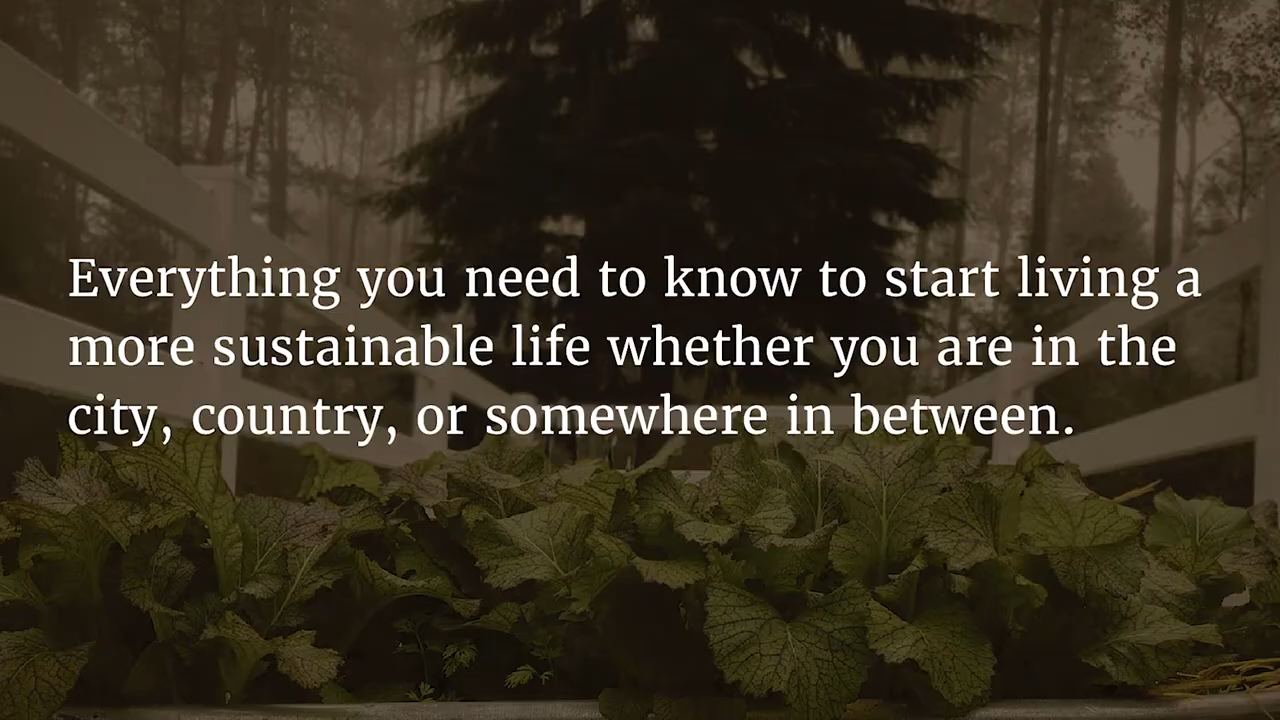 Everything you need to know to start living a
more sustainable life whether you are in the
city, country, or somewhere in between.